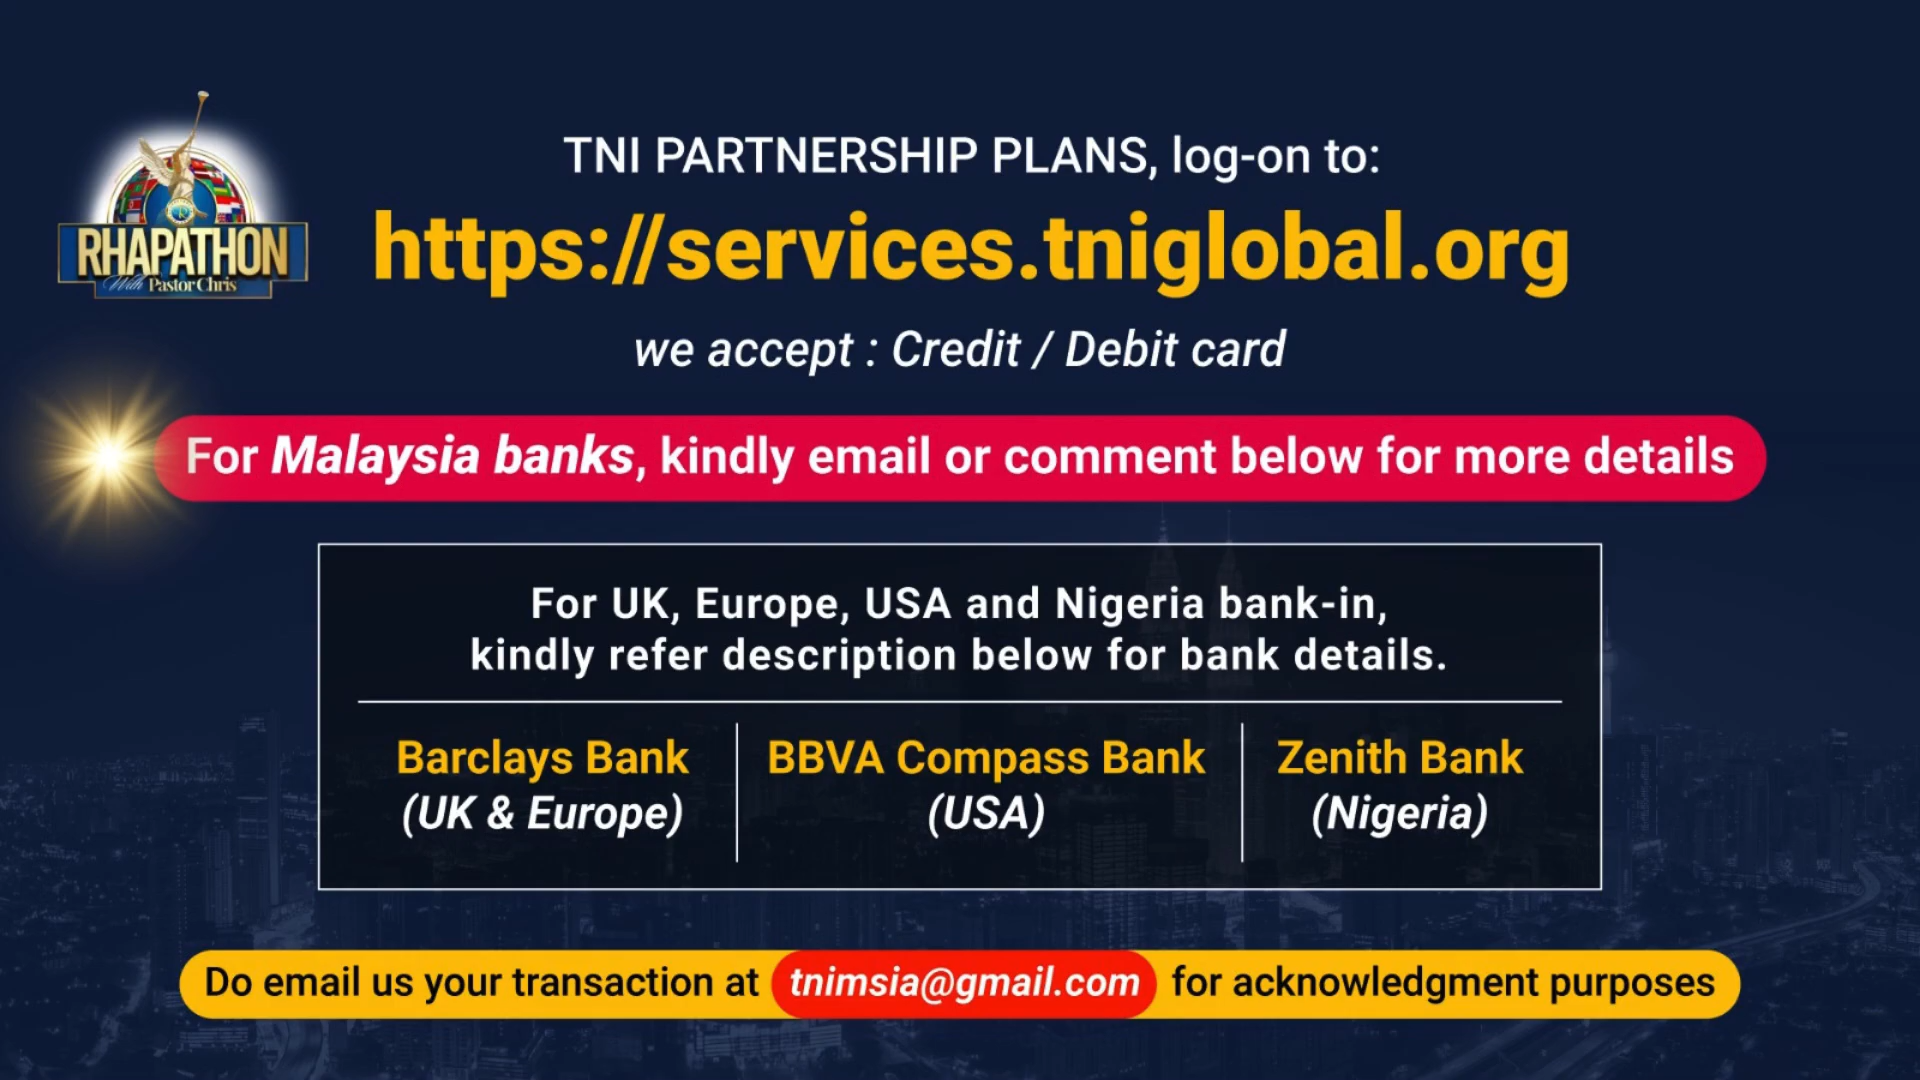 RHAPATHON
With Pastor Chris
TNI PARTNERSHIP PLANS, log-on to:
https://services.tniglobal.org
we accept : Credit / Debit card
For Malaysia banks, kindly email or comment below for more details
For UK, Europe, USA and Nigeria bank-in,
kindly refer description below for bank details.
Barclays Bank
(UK & Europe)
BBVA Compass Bank
(USA)
Zenith Bank
(Nigeria)
Do email us your transaction at tnimsia@gmail.com for acknowledgment purposes